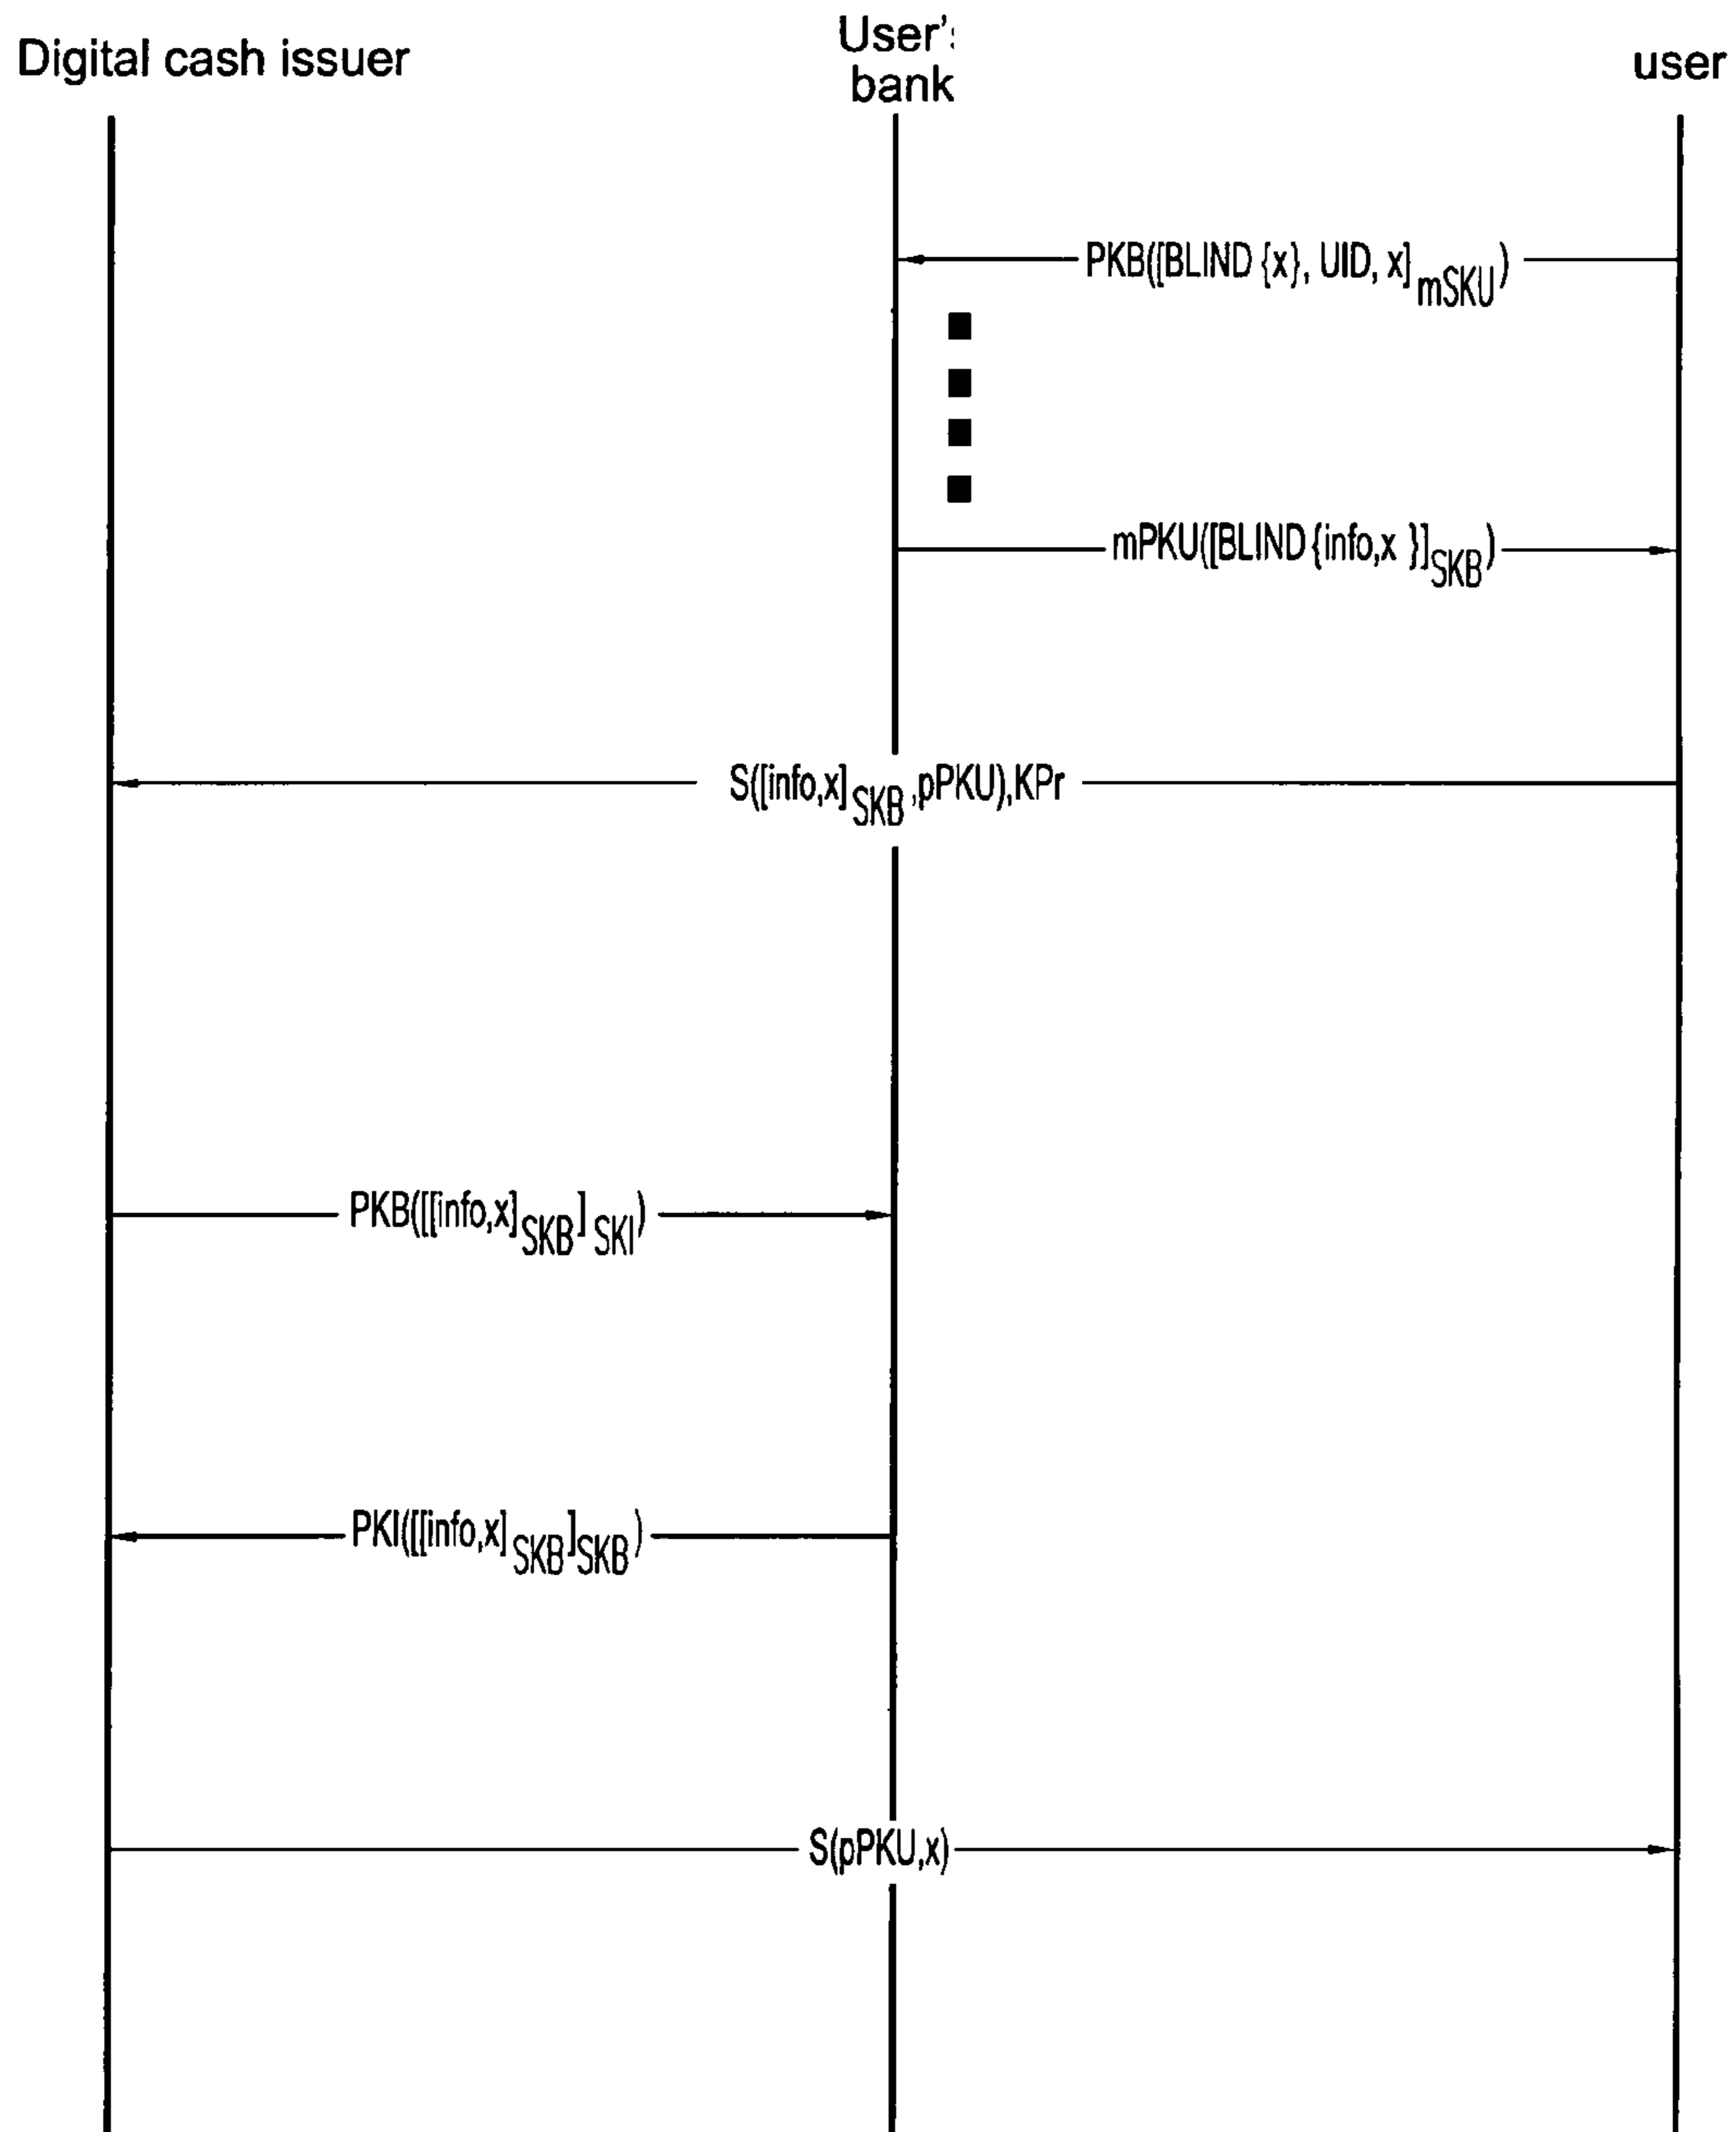 Digital cash issuer
User's
bank
user
PKB([BLIND {x}, UID, x]mSKU)
mPKU([BLIND {info,x }]SKB)
S([info,x]SKB,pPKU),KPr
PKB([[info,x]SKB]SKI)
PKI([[info,x]SKB]SKB)
S(pPKU,x)